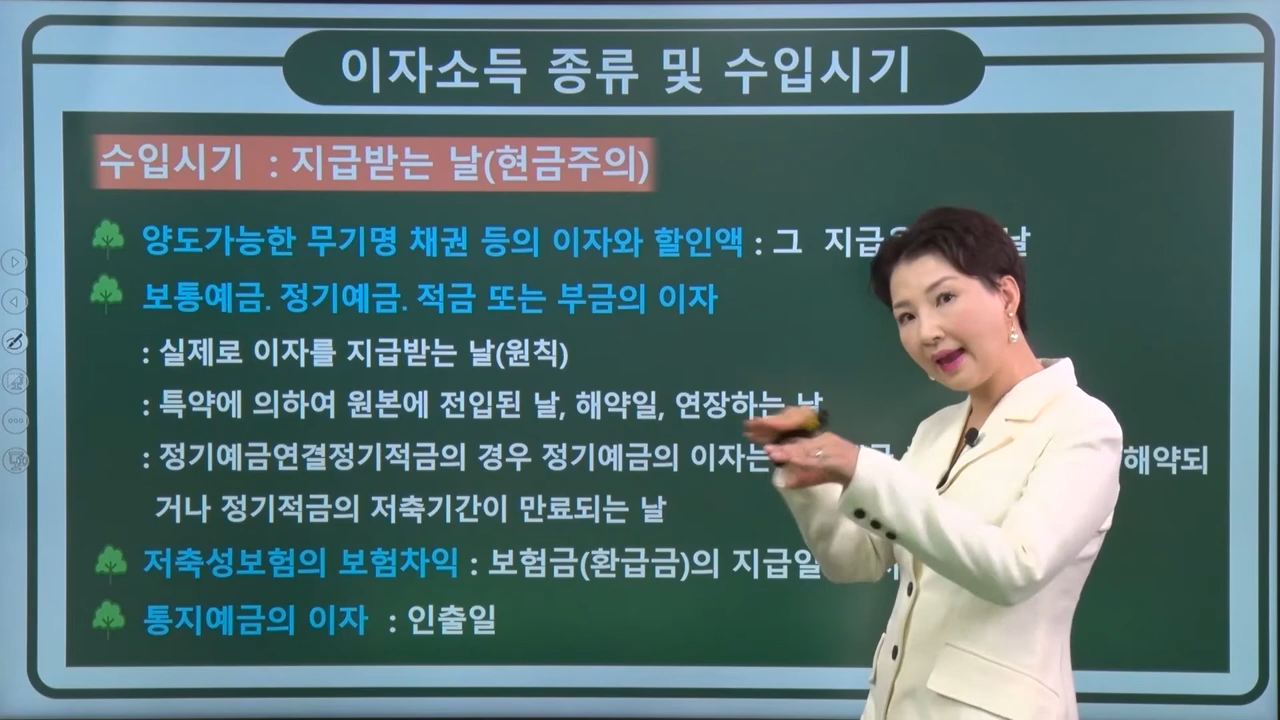 이자소득 종류 및 수입시기
수입시기 : 지급받는 날(현금주의)
양도가능한 무기명 채권 등의 이자와 할인액 : 그 날
보통예금. 정기예금. 적금 또는 부금의 이자
: 실제로 이자를 지급받는 날(원칙)
: 특약에 의하여 원본에 전입된 날, 해약일, 연장하는 날
: 정기예금연결정기적금의 경우 정기예금의 이자는 해약되
거나 정기적금의 저축기간이 만료되는 날
저축성보험의 보험차익 : 보험금(환급금)의 지급일
통지예금의 이자 : 인출일